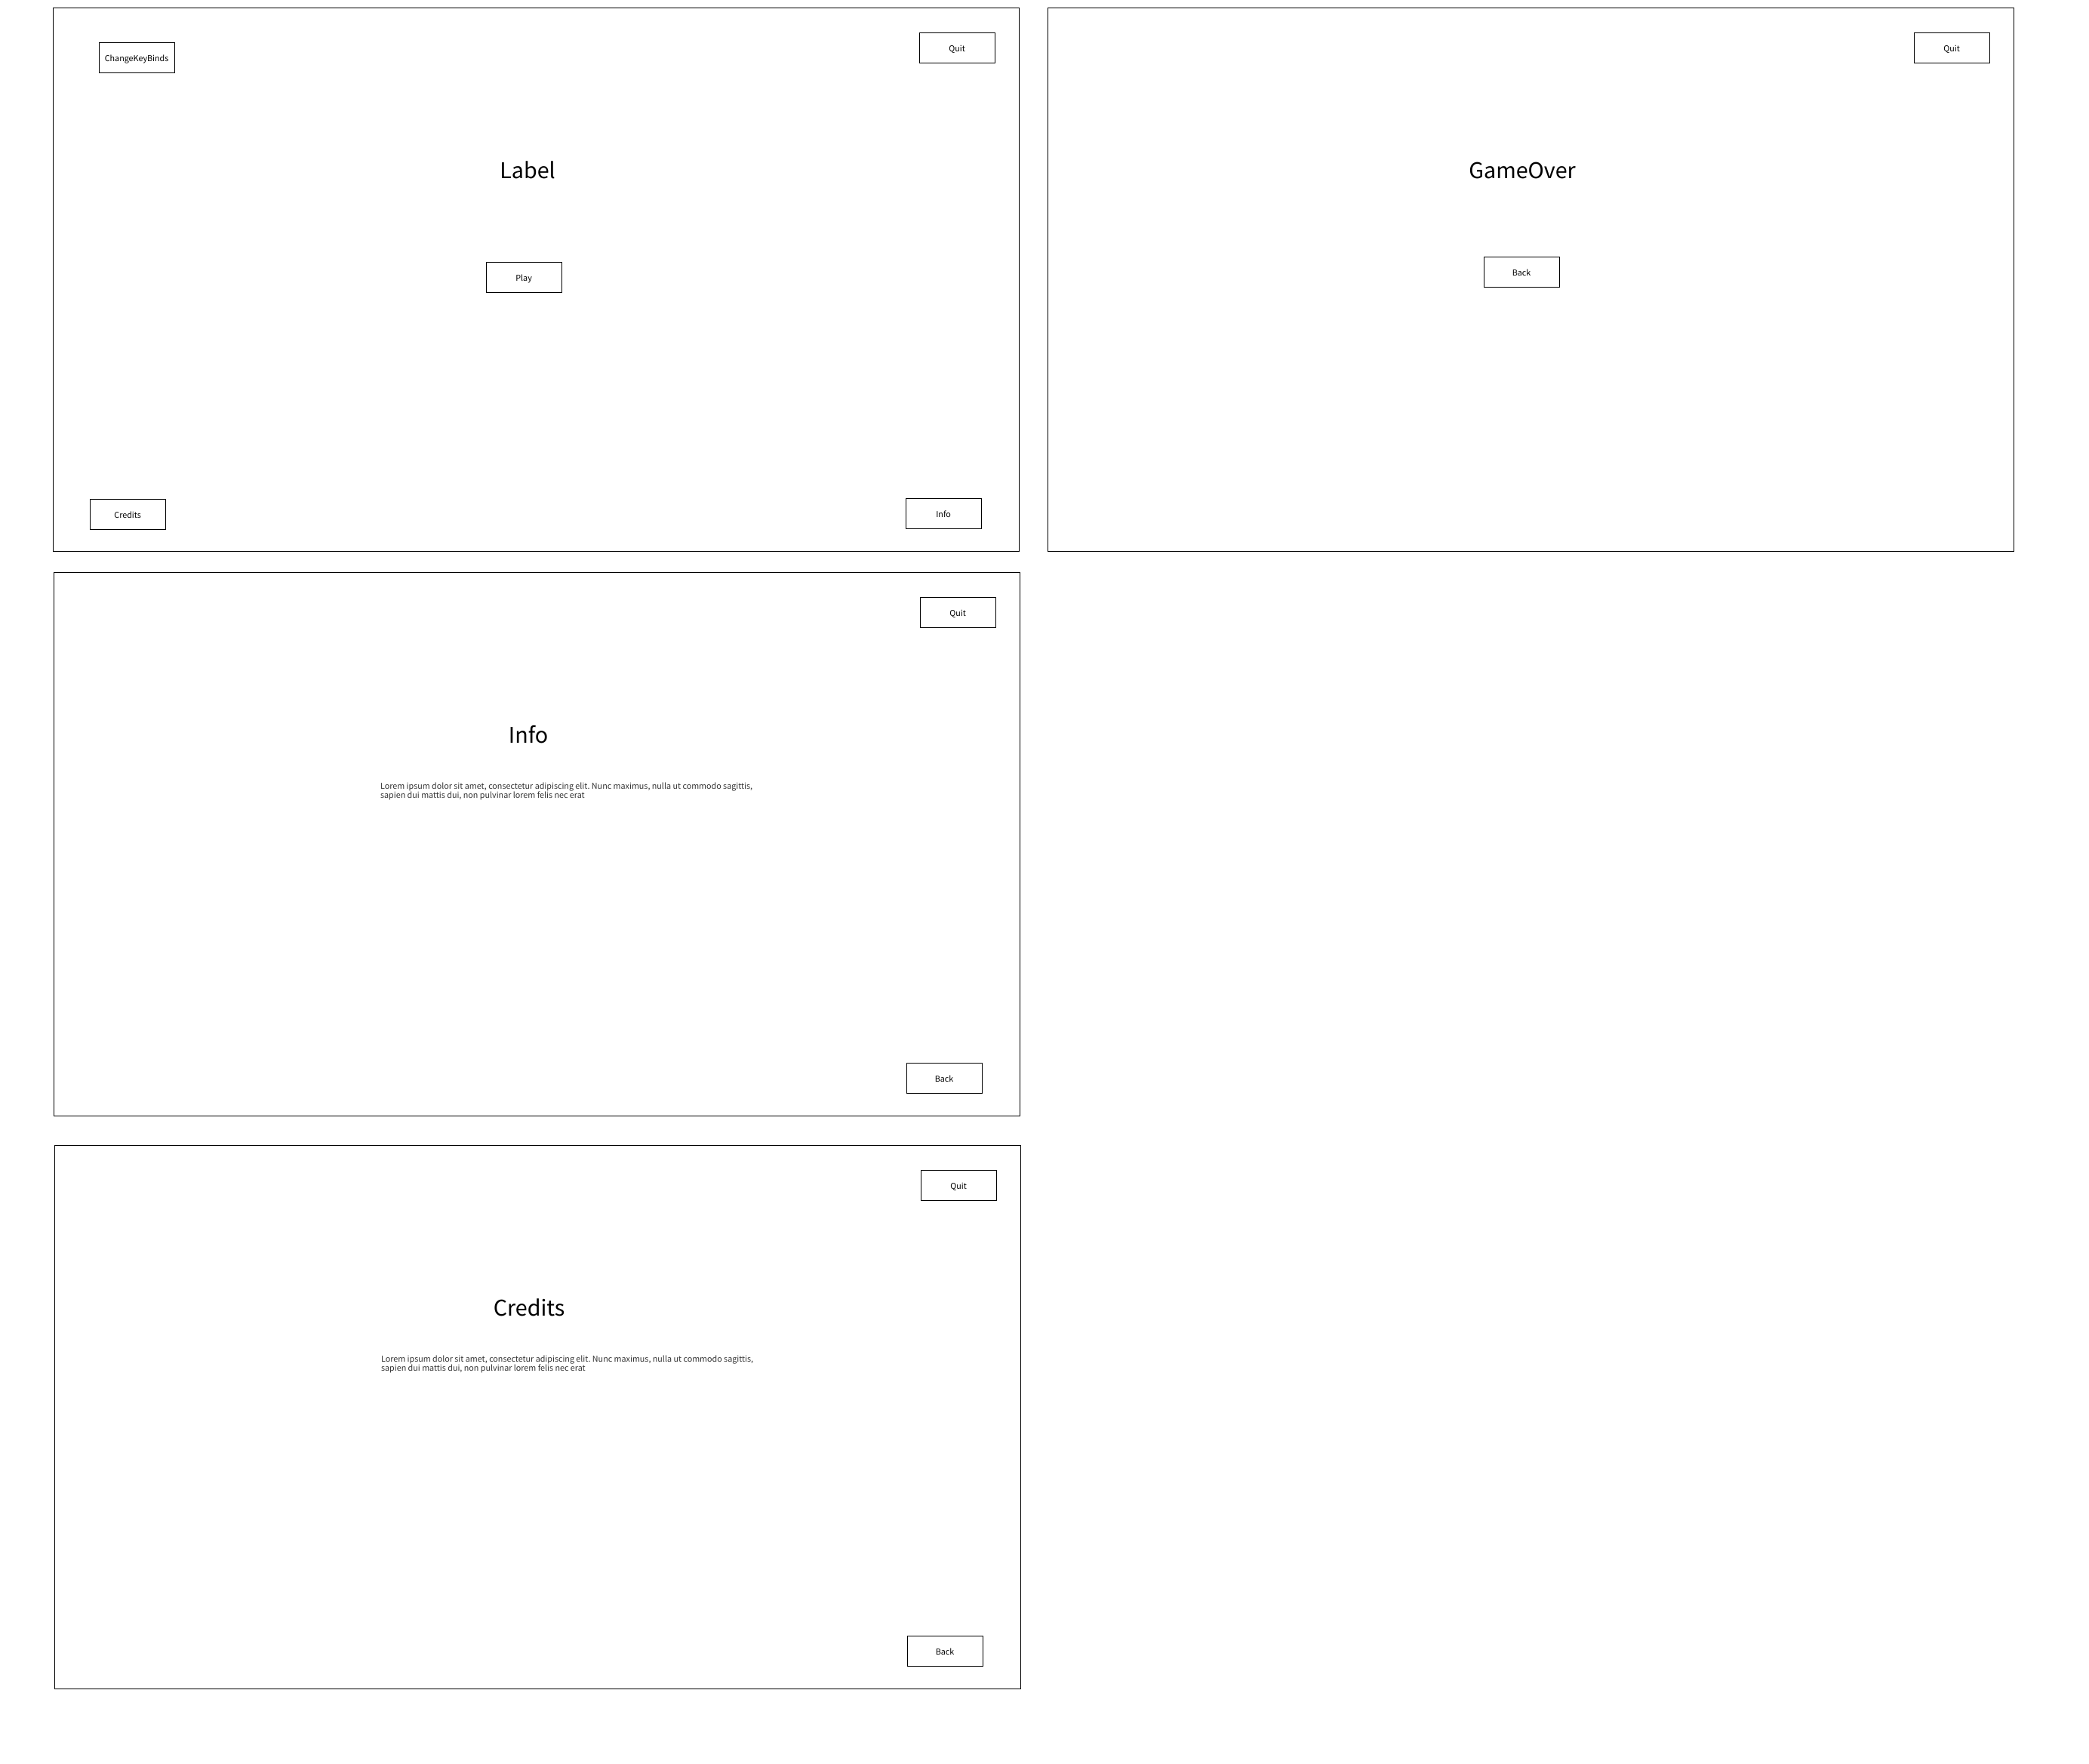 ChangeKeyBinds
Quit
Label
Play
Credits
Info
Quit
GameOver
Back
Quit
Info
Lorem ipsum dolor sit amet, consectetur adipiscing elit. Nunc maximus, nulla ut commodo sagittis,
sapien dui mattis dui, non pulvinar lorem felis nec erat
Back
Quit
Credits
Lorem ipsum dolor sit amet, consectetur adipiscing elit. Nunc maximus, nulla ut commodo sagittis,
sapien dui mattis dui, non pulvinar lorem felis nec erat
Back